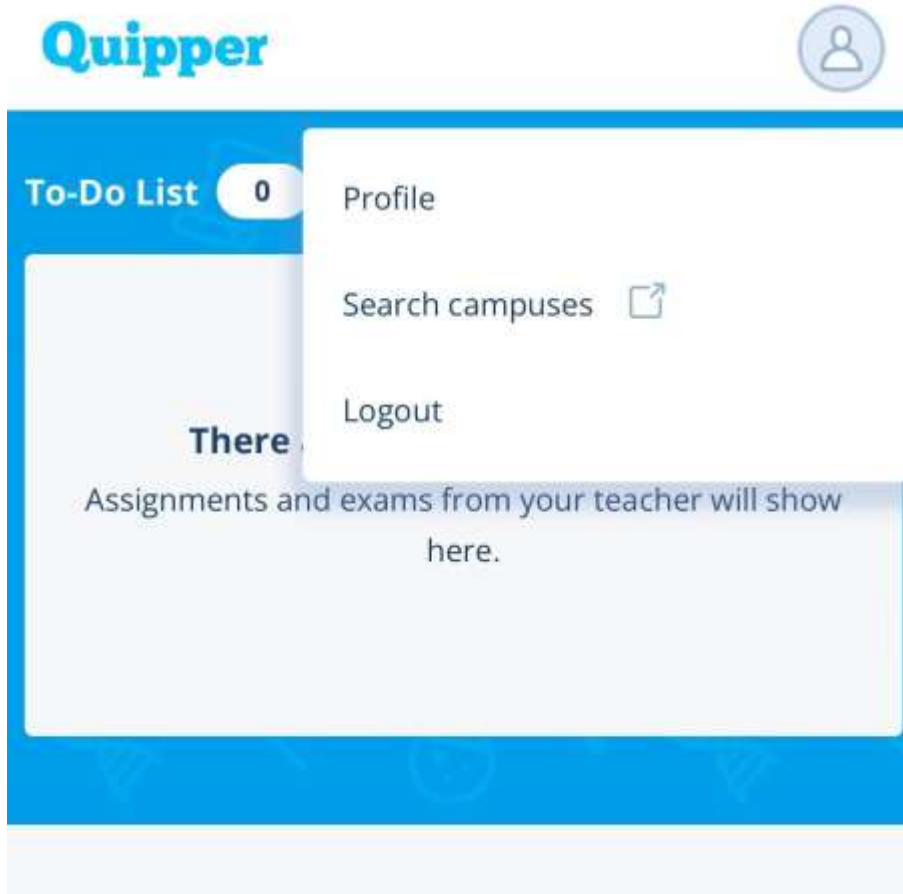 Quipper
To-Do List 0
Profile
Search campuses
Logout
There
Assignments and exams from your teacher will show
here.